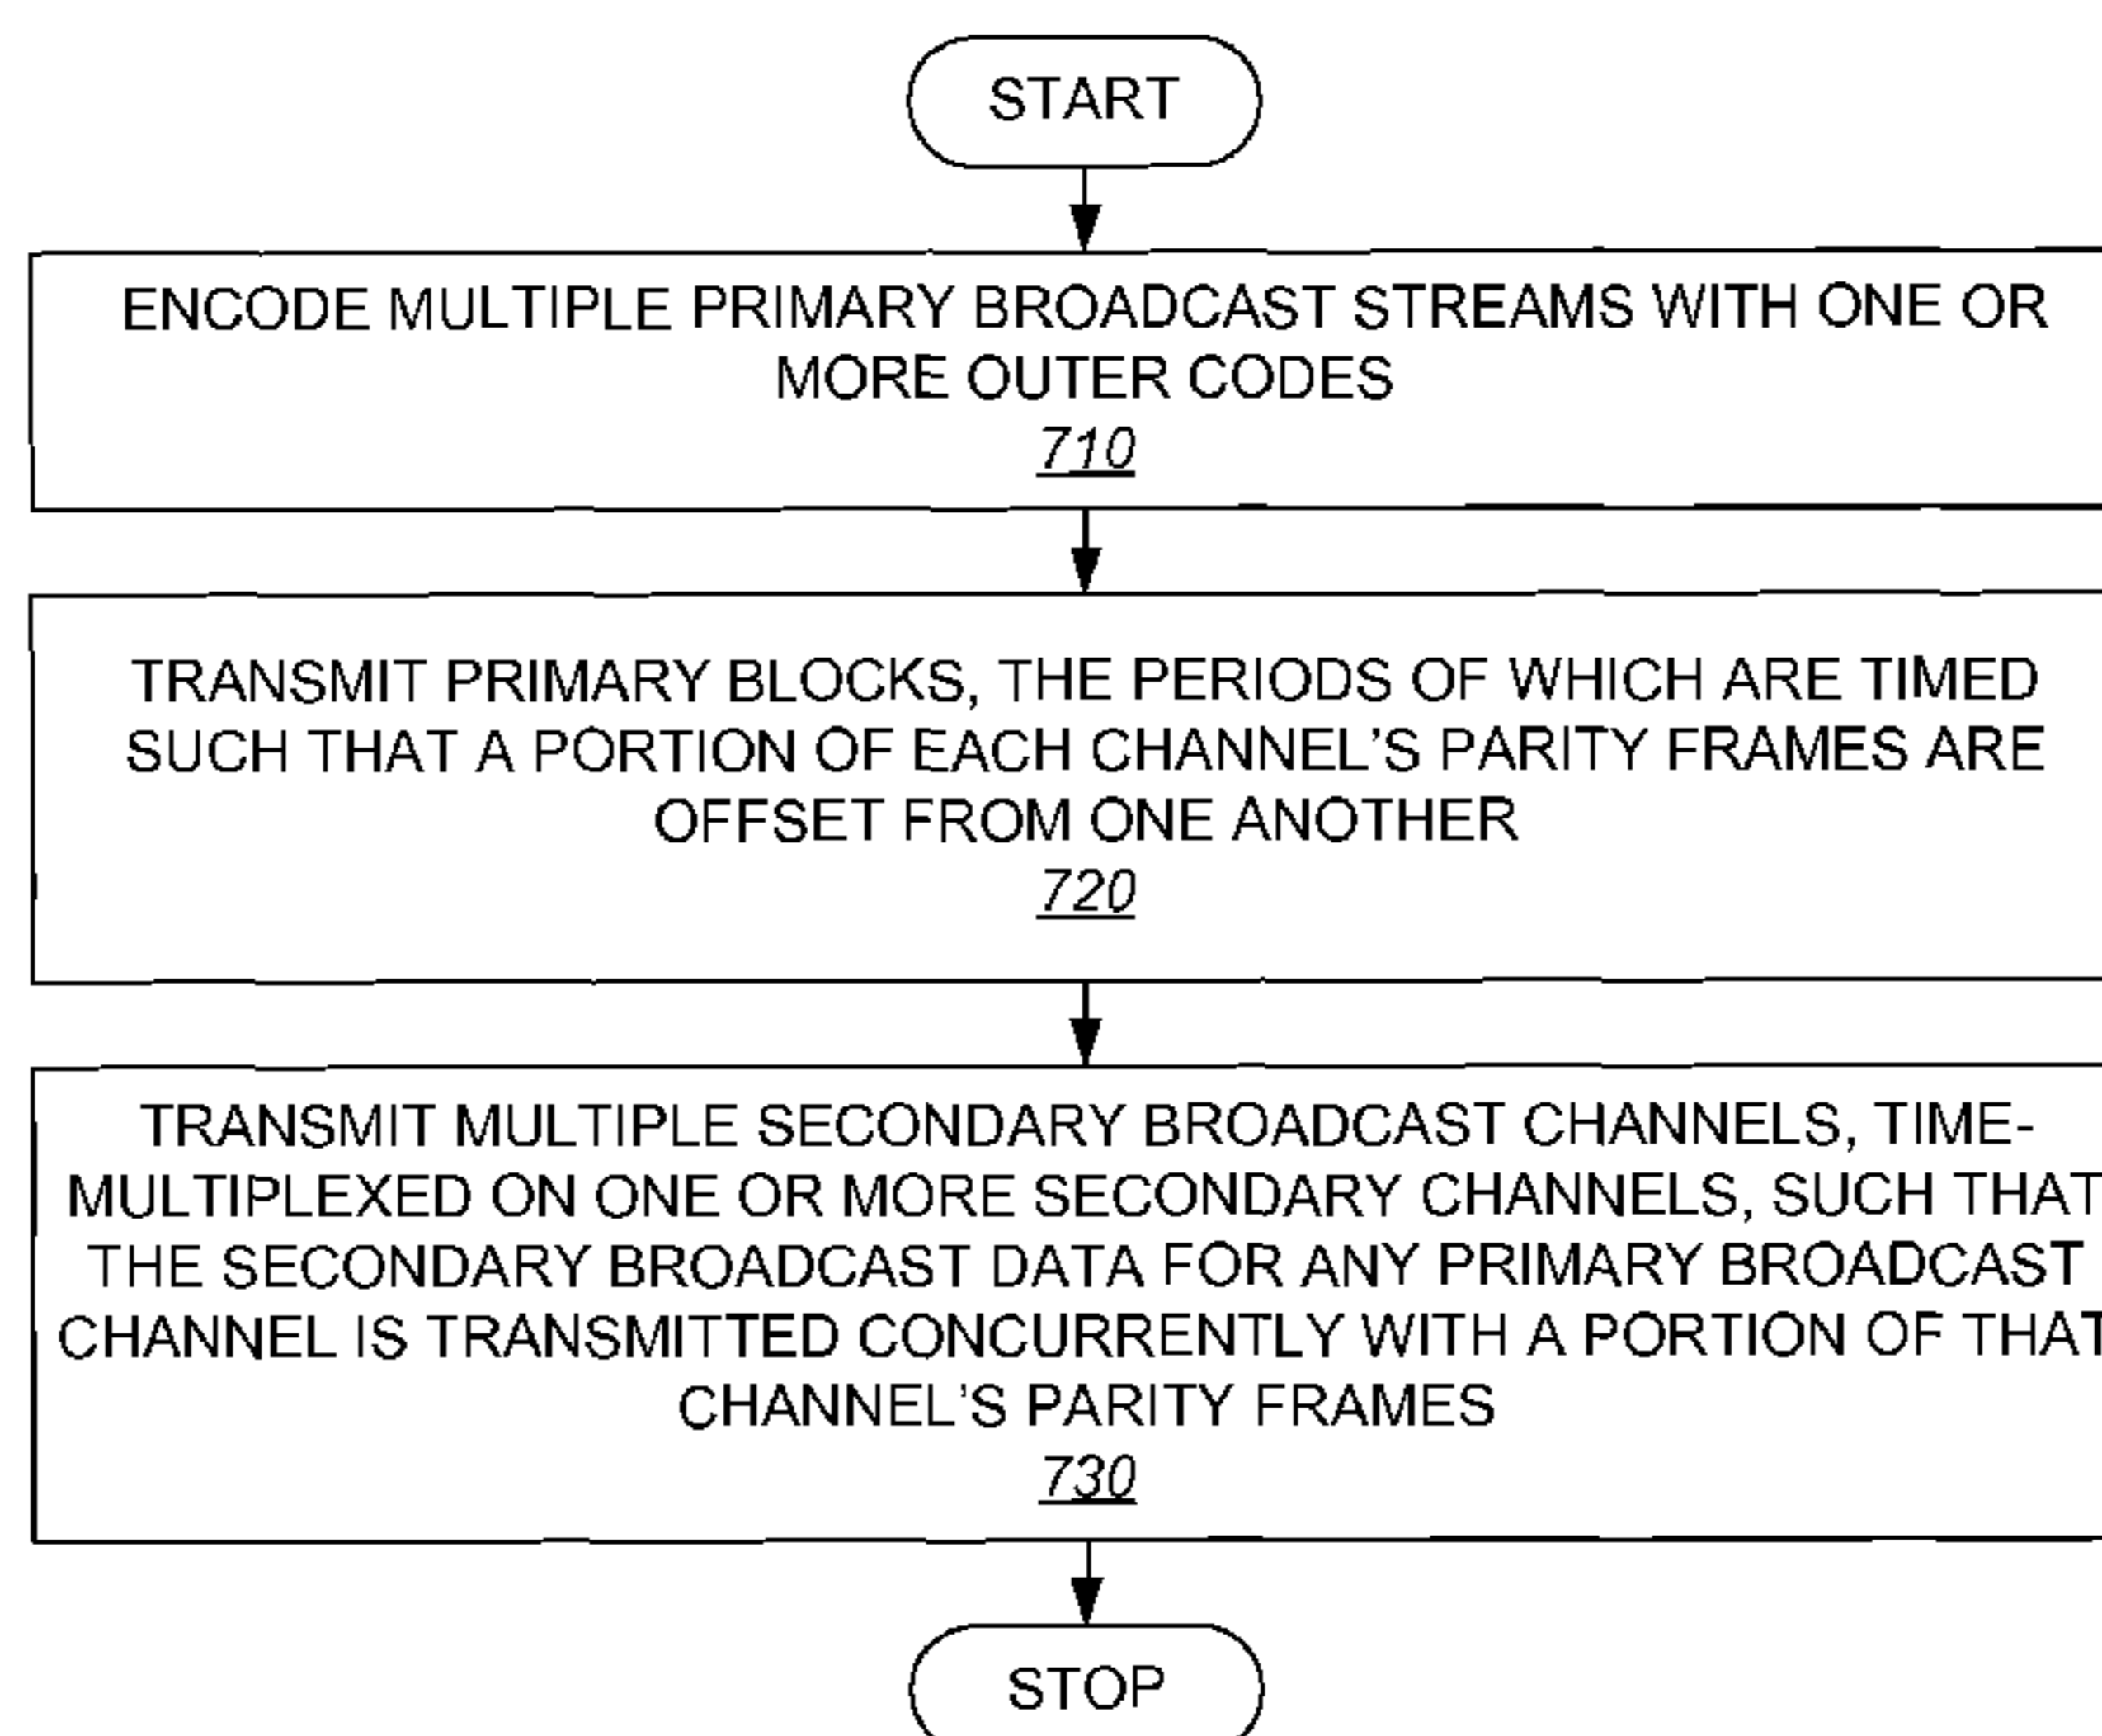 START
ENCODE MULTIPLE PRIMARY BROADCAST STREAMS WITH ONE OR
MORE OUTER CODES
710
TRANSMIT PRIMARY BLOCKS, THE PERIODS OF WHICH ARE TIMED
SUCH THAT A PORTION OF EACH CHANNEL'S PARITY FRAMES ARE
OFFSET FROM ONE ANOTHER
720
TRANSMIT MULTIPLE SECONDARY BROADCAST CHANNELS, TIME-
MULTIPLEXED ON ONE OR MORE SECONDARY CHANNELS, SUCH THAT
THE SECONDARY BROADCAST DATA FOR ANY PRIMARY BROADCAST
CHANNEL IS TRANSMITTED CONCURRENTLY WITH A PORTION OF THAT
CHANNEL'S PARITY FRAMES
730
STOP